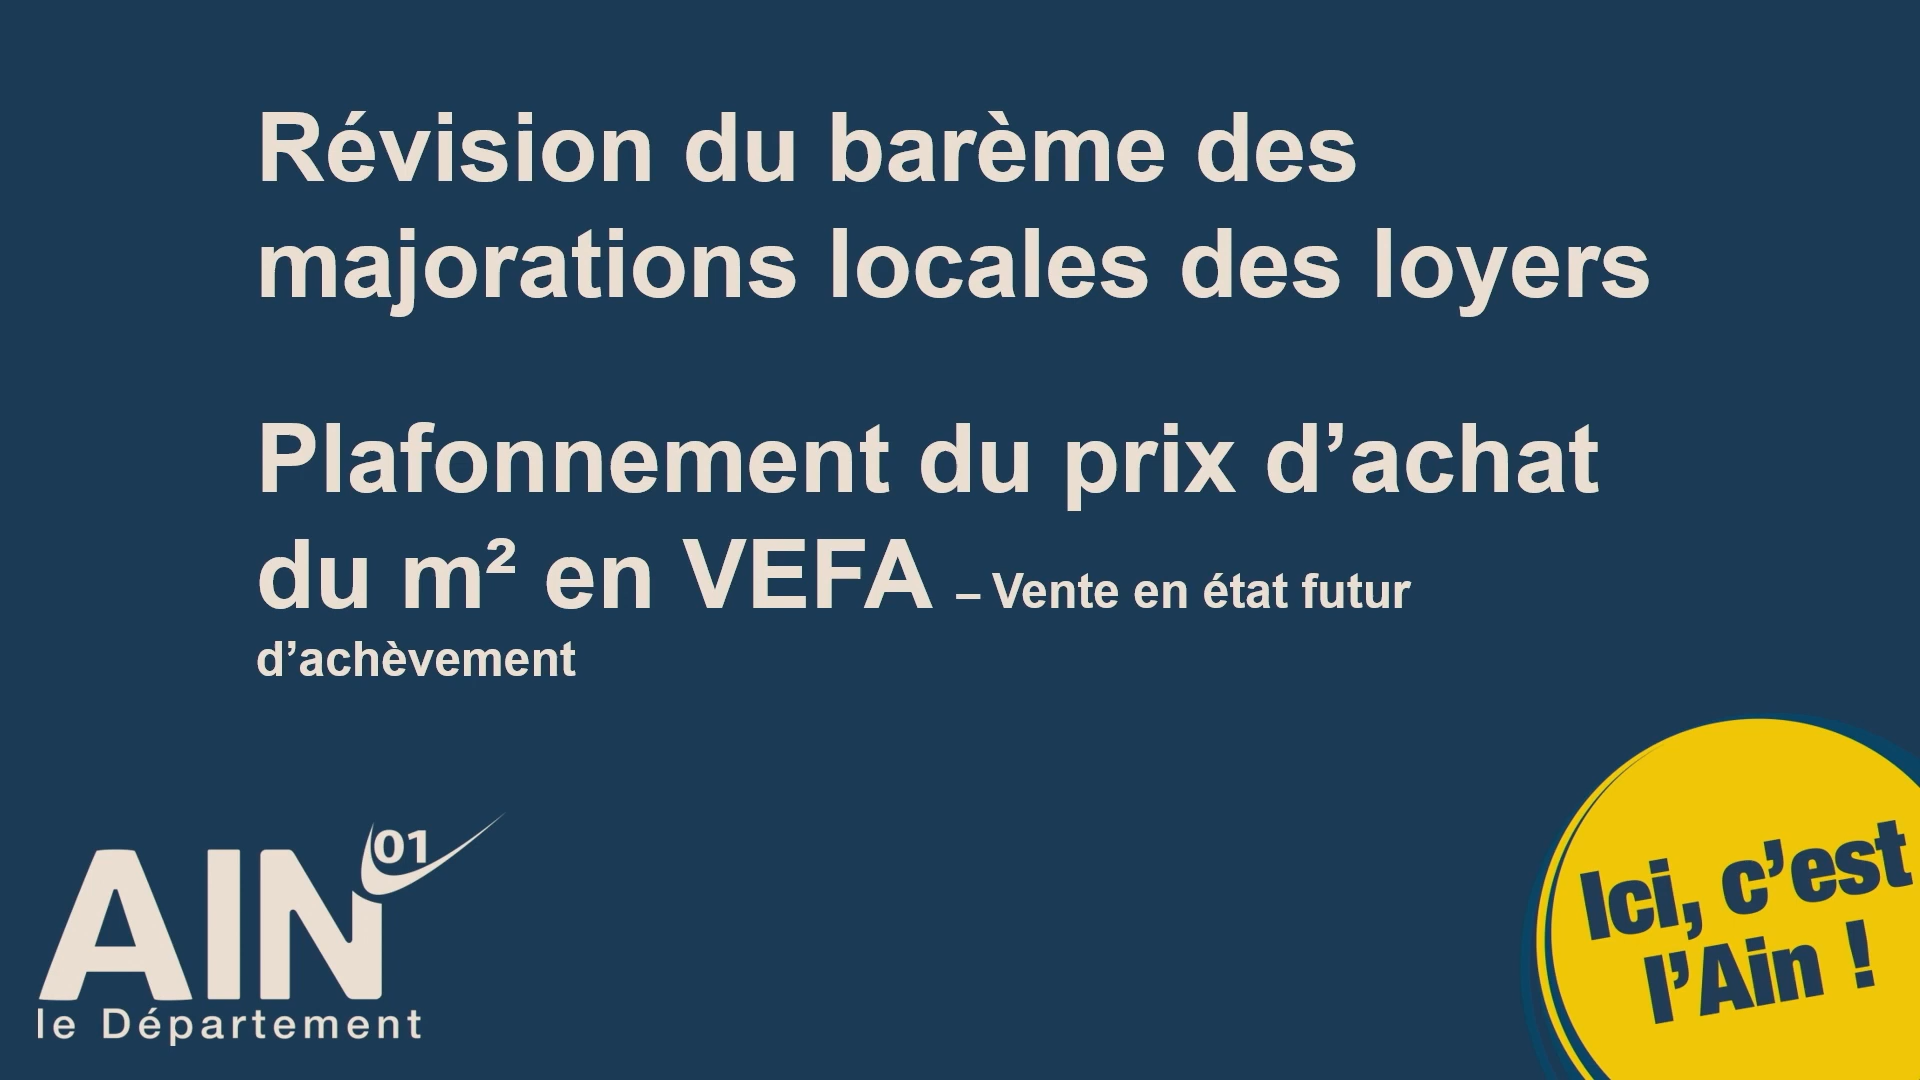 Révision du barème des
majorations locales des loyers
Plafonnement du prix d’achat
du m² en VEFA – Vente en état futur
d’achèvement
AIN 01
le Département
Ici, c’est
l’Ain !